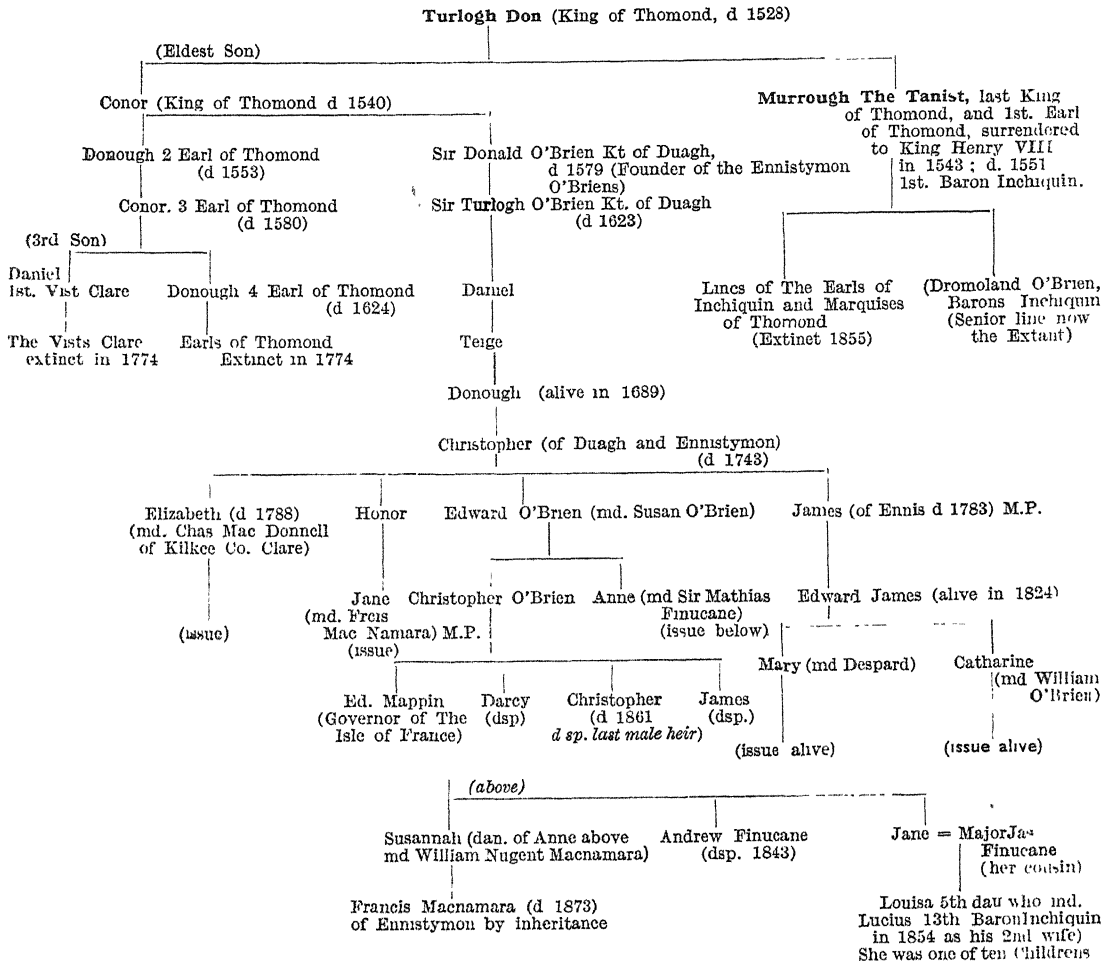 Turlogh Don (King of Thomond, d 1528)
(Eldest Son)
Conor (King of Thomond d 1540)
Murrough The Tanist, last King
of Thomond, and 1st. Earl
of Thomond, surrendered
to King Henry VIII
in 1543 ; d. 1551
1st. Baron Inchiquin.
Donough 2 Earl of Thomond
(d 1553)
Sir Donald O'Brien Kt of Duagh,
d 1579 (Founder of the Ennistymon
O'Briens)
Conor. 3 Earl of Thomond
(d 1580)
Sir Turlogh O'Brien Kt. of Duagh
(d 1623)
(3rd Son)
Daniel
1st. Vist Clare
Donough 4 Earl of Thomond
(d 1624)
Daniel
Lines of The Earls of
Inchiquin and Marquises
of Thomond
(Extinet 1855)
(Dromoland O'Brien,
Barons Inchiquin
(Senior line now
the Extant)
The Vists Clare
extinct in 1774
Earls of Thomond
Extinct in 1774
Teige
Donough (alive in 1689)
Christopher (of Duagh and Ennistymon)
(d 1743)
Elizabeth (d 1788)
(md. Chas Mac Donnell
of Kilkee Co. Clare)
Honor
Edward O'Brien (md. Susan O'Brien)
James (of Ennis d 1783) M.P.
(issue)
Jane
(md. Freis
Mac Namara) M.P.
(issue)
Christopher O'Brien
Anne (md Sir Mathias
Finucane)
(issue below)
Edward James (alive in 1824)
Mary (md Despard)
Catharine
(md William
O'Brien)
Ed. Mappin
(Governor of The
Isle of France)
Darcy
(dsp)
Christopher
(d 1861
d sp. last male heir)
James
(dsp.)
(issue alive)
(issue alive)
(above)
Susannah (dan. of Anne above
md William Nugent Macnamara)
Andrew Finucane
(dsp. 1843)
Jane = MajorJas
Finucane
(her cousin)
Francis Macnamara (d 1873)
of Ennistymon by inheritance
Louisa 5th dau who md.
Lucius 13th BaronInchiquin
in 1854 as his 2nd wife)
She was one of ten Childrens